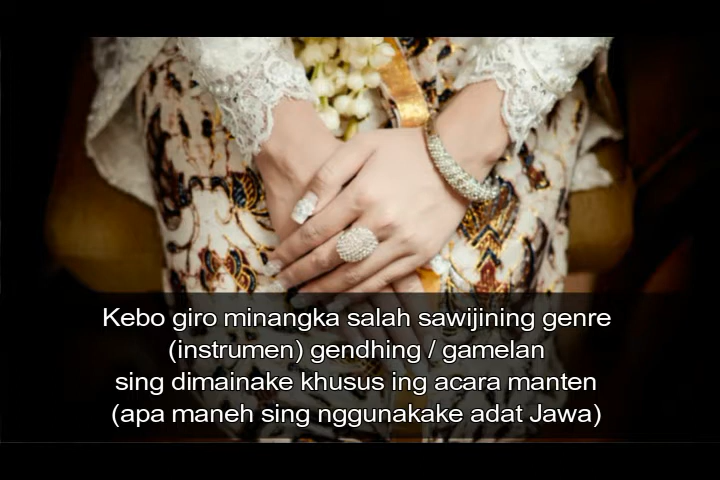 Kebo giro minangka salah sawijining genre
(instrumen) gendhing / gamelan
sing dimainake khusus ing acara manten
(apa maneh sing nggunakake adat Jawa)